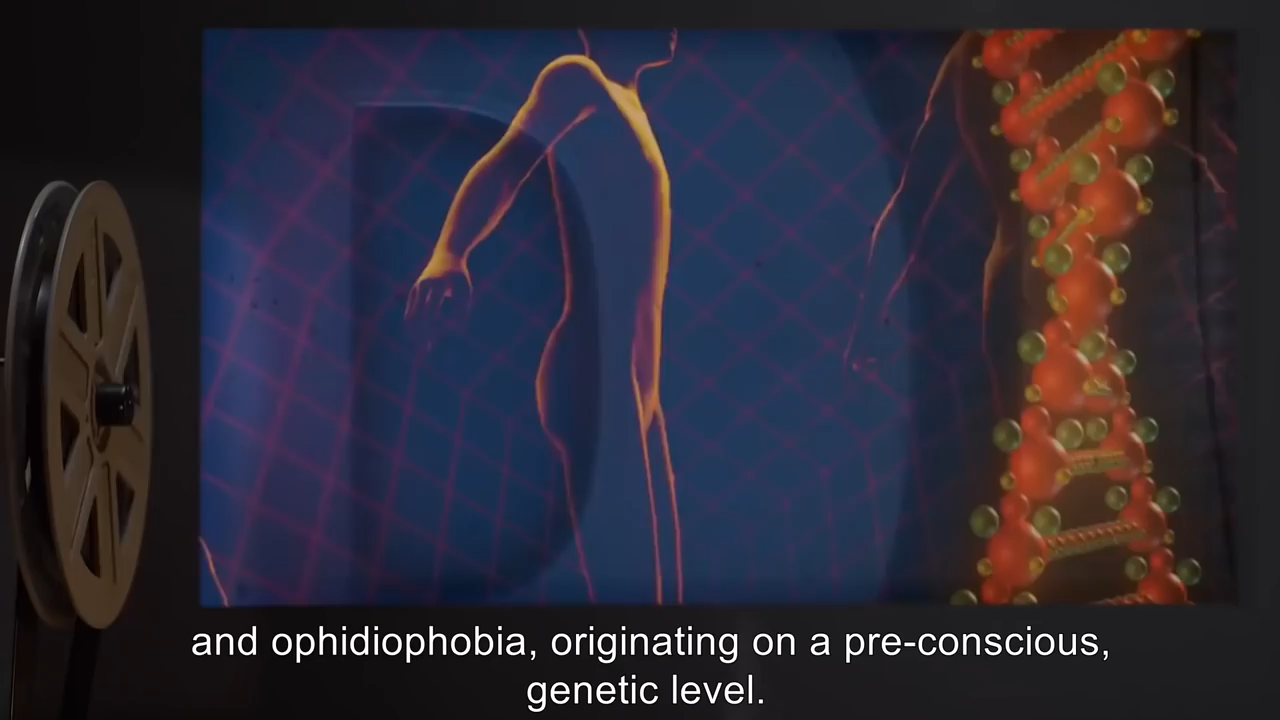 and ophidiophobia, originating on a pre-conscious,
genetic level.